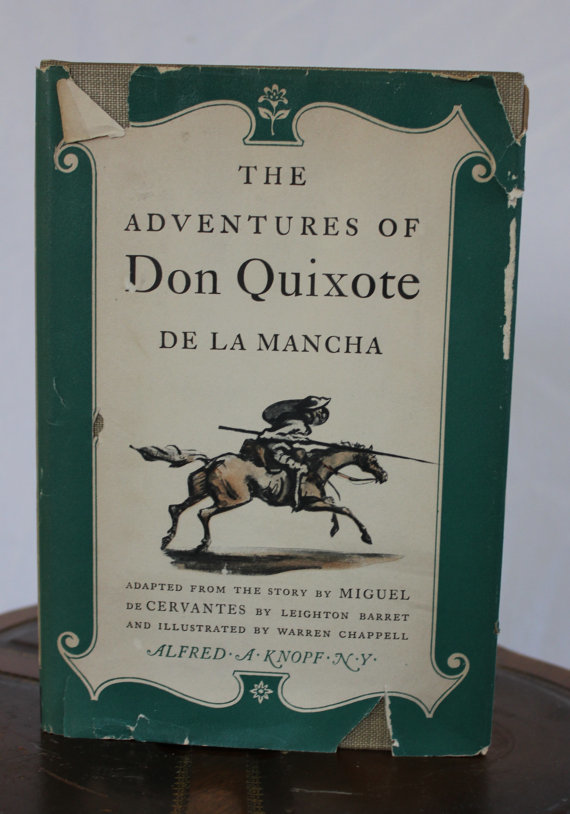 THE
ADVENTURES OF
Don Quixote
DE LA MANCHA
ADAPTED FROM THE STORY BY MIGUEL
DE CERVANTES BY LEIGHTON BARRET
AND ILLUSTRATED BY WARREN CHAPPELL
ALFRED·A·KNOPF·N·Y·